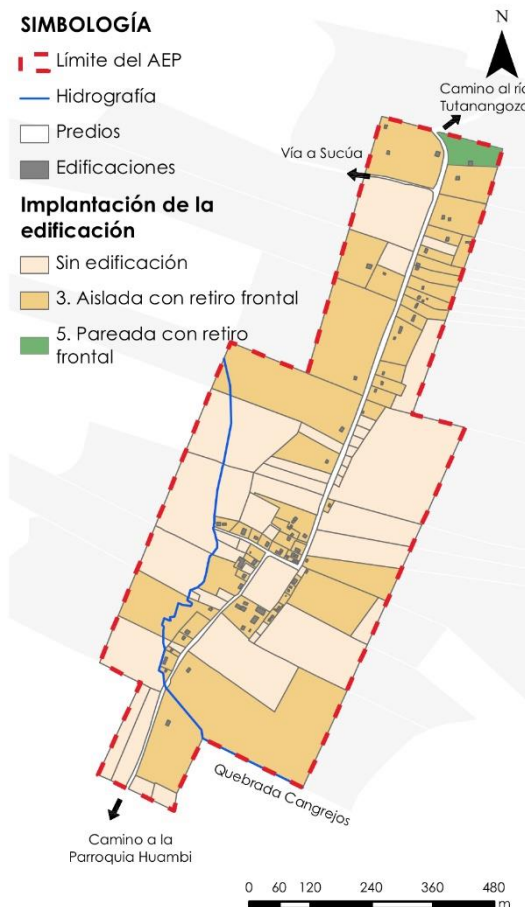 SIMBOLOGÍA
Límite del AEP
Hidrografía
Predios
Edificaciones
Implantación de la
edificación
Sin edificación
3. Aislada con retiro frontal
5. Pareada con retiro
frontal
N
Camino al río
Tutanangoza
Vía a Sucúa
Quebrada Cangrejos
Camino a la
Parroquia Huambi
0 60 120 240 360 480
m